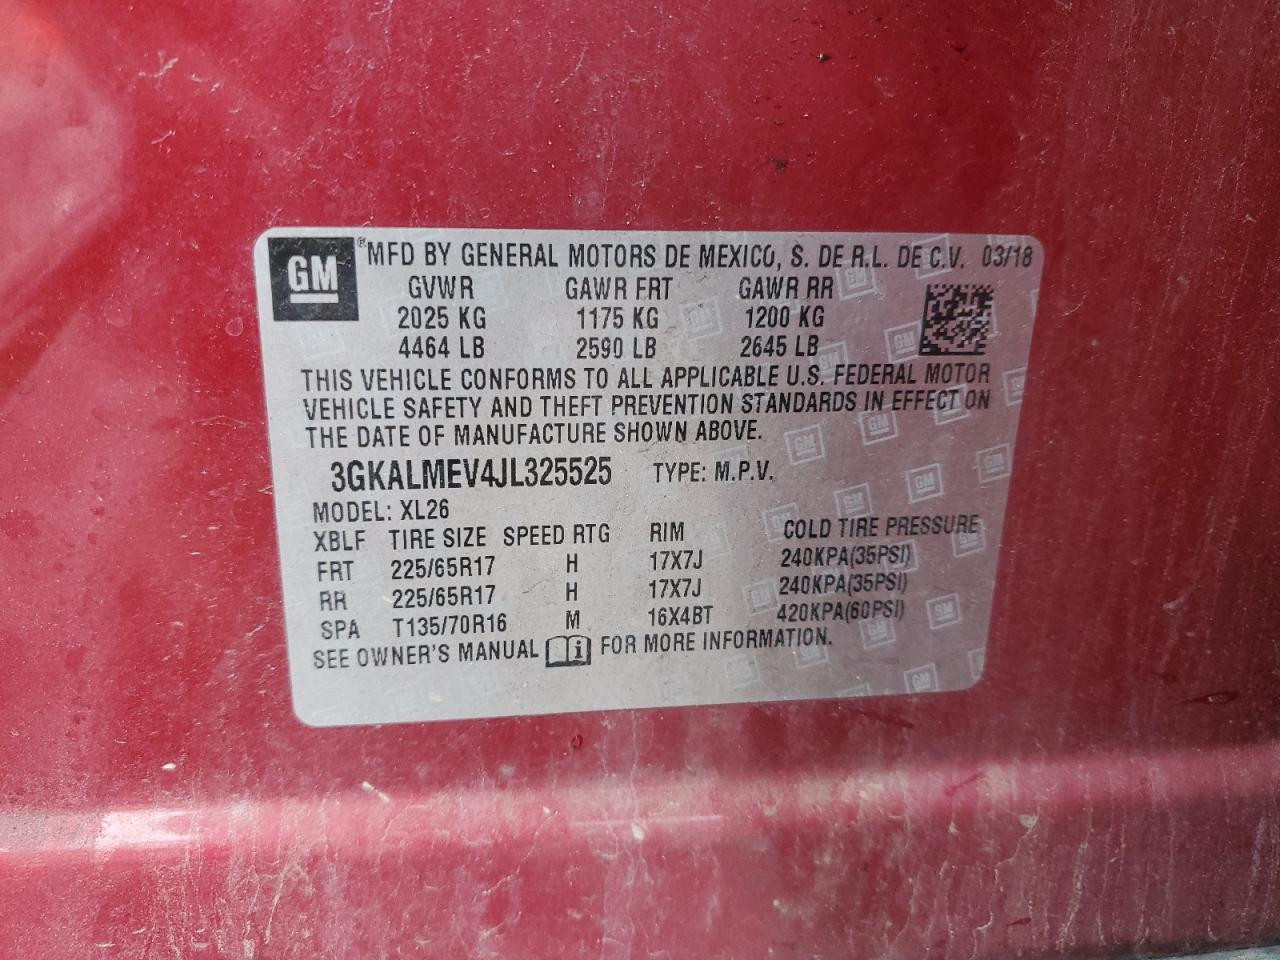 GM ® MFD BY GENERAL MOTORS DE MEXICO, S. DE R.L. DE C.V. 03/18
GVWR GAWR FRT GAWR RR
2025 KG 1175 KG 1200 KG
4464 LB 2590 LB 2645 LB
THIS VEHICLE CONFORMS TO ALL APPLICABLE U.S. FEDERAL MOTOR
VEHICLE SAFETY AND THEFT PREVENTION STANDARDS IN EFFECT ON
THE DATE OF MANUFACTURE SHOWN ABOVE.
3GKALMEV4JL325525 TYPE: M.P.V.
MODEL: XL26
XBLF TIRE SIZE SPEED RTG RIM COLD TIRE PRESSURE
FRT 225/65R17 H 17X7J 240KPA(35PSI)
RR 225/65R17 H 17X7J 240KPA(35PSI)
SPA T135/70R16 M 16X4BT 420KPA(60PSI)
SEE OWNER'S MANUAL i FOR MORE INFORMATION.